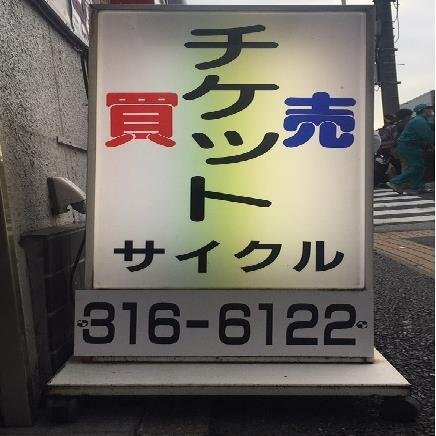 チケット
買 売
サイクル
316-6122